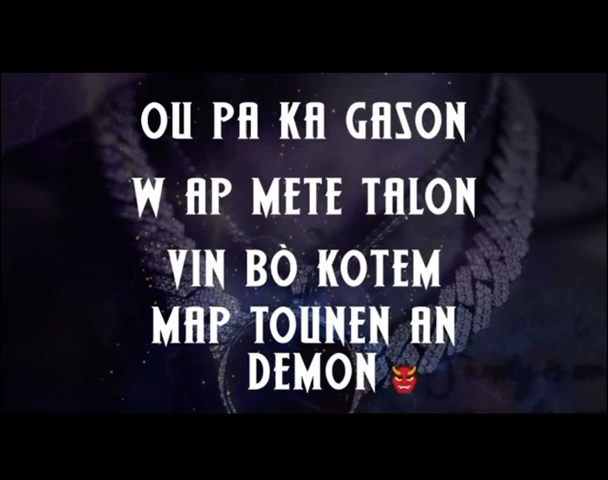 OU PA KA GASON
W AP METE TALON
VIN BÒ KOTEM
MAP TOUNEN AN
DEMON👹